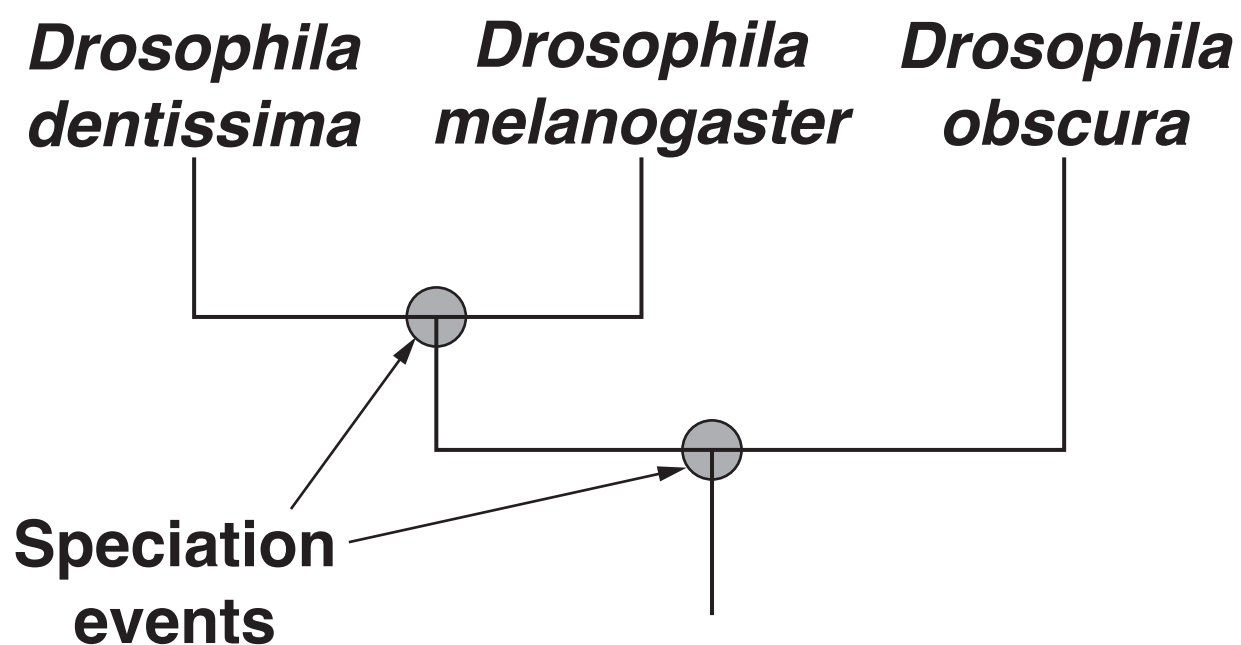 Drosophila
dentissima
Drosophila
melanogaster
Drosophila
obscura
Speciation
events